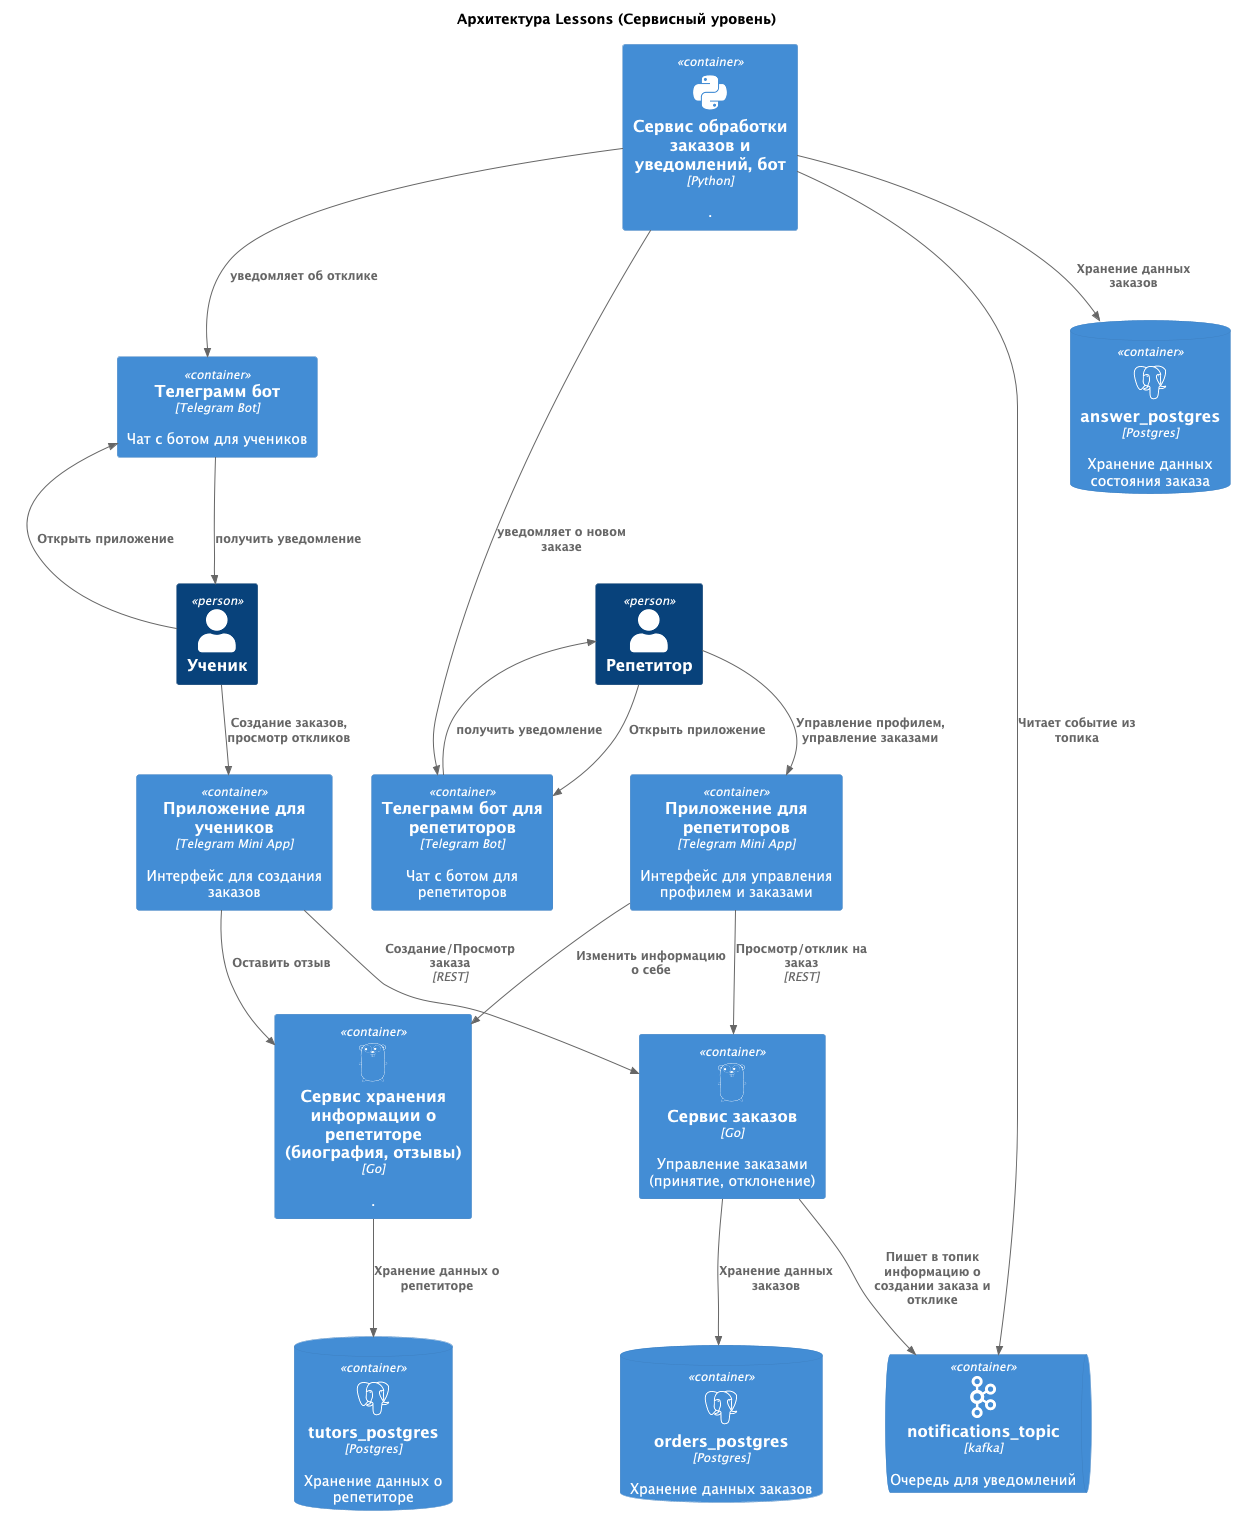 Архитектура Lessons (Сервисный уровень)
«container»
Сервис обработки
заказов и
уведомлений, бот
[Python]
.
уведомляет об отклике
Хранение данных
заказов
«container»
Телеграмм бот
[Telegram Bot]
Чат с ботом для учеников
«container»
answer_postgres
[Postgres]
Хранение данных
состояния заказа
Открыть приложение
получить уведомление
уведомляет о новом
заказе
«person»
Ученик
«person»
Репетитор
Создание заказов,
просмотр откликов
получить уведомление
Открыть приложение
Управление профилем,
управление заказами
Читает событие из
топика
«container»
Приложение для
учеников
[Telegram Mini App]
Интерфейс для создания
заказов
«container»
Телеграмм бот для
репетиторов
[Telegram Bot]
Чат с ботом для
репетиторов
«container»
Приложение для
репетиторов
[Telegram Mini App]
Интерфейс для управления
профилем и заказами
Оставить отзыв
Создание/Просмотр
заказа
[REST]
Изменить информацию
о себе
Просмотр/отклик на
заказ
[REST]
«container»
Сервис хранения
информации о
репетиторе
(биография, отзывы)
[Go]
.
«container»
Сервис заказов
[Go]
Управление заказами
(принятие, отклонение)
Хранение данных о
репетиторе
Хранение данных
заказов
Пишет в топик
информацию о
создании заказа и
отклике
«container»
tutors_postgres
[Postgres]
Хранение данных о
репетиторе
«container»
orders_postgres
[Postgres]
Хранение данных заказов
«container»
notifications_topic
[kafka]
Очередь для уведомлений